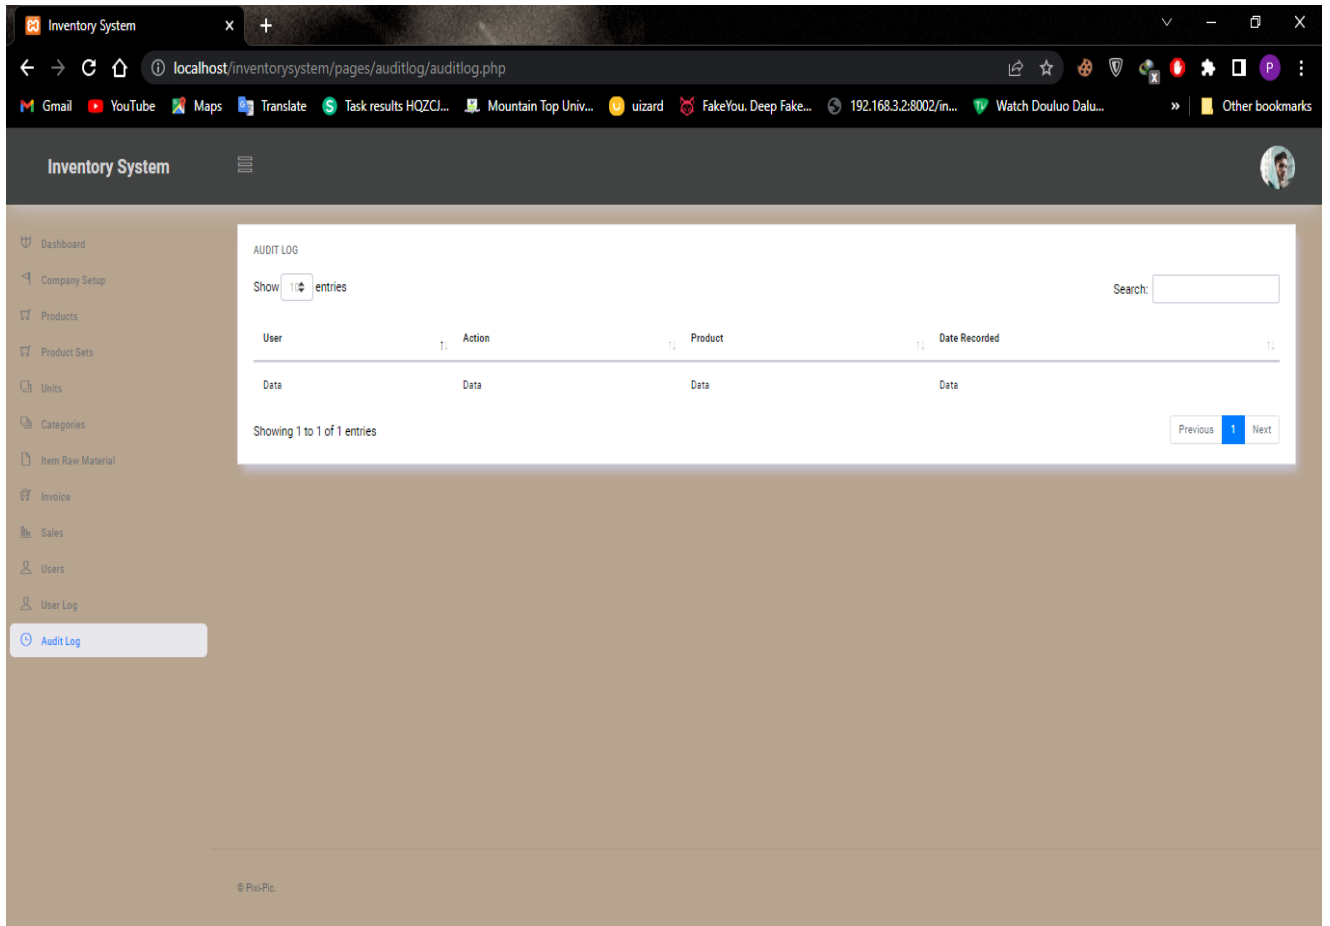 Inventory System
localhost/inventorysystem/pages/auditlog/auditlog.php
P
Gmail YouTube Maps Translate Task results HQZCJ... Mountain Top Univ... uizard FakeYou. Deep Fake... 192.168.3.2:8002/in... Watch Douluo Dalu... » Other bookmarks
Inventory System
Dashboard
Company Setup
Products
Product Sets
Units
Categories
Item Raw Material
Invoice
Sales
Users
User Log
Audit Log
AUDIT LOG
Show 10 entries Search:
User Action Product Date Recorded
Data Data Data Data
Showing 1 to 1 of 1 entries Previous 1 Next
© Pixi-Pic.